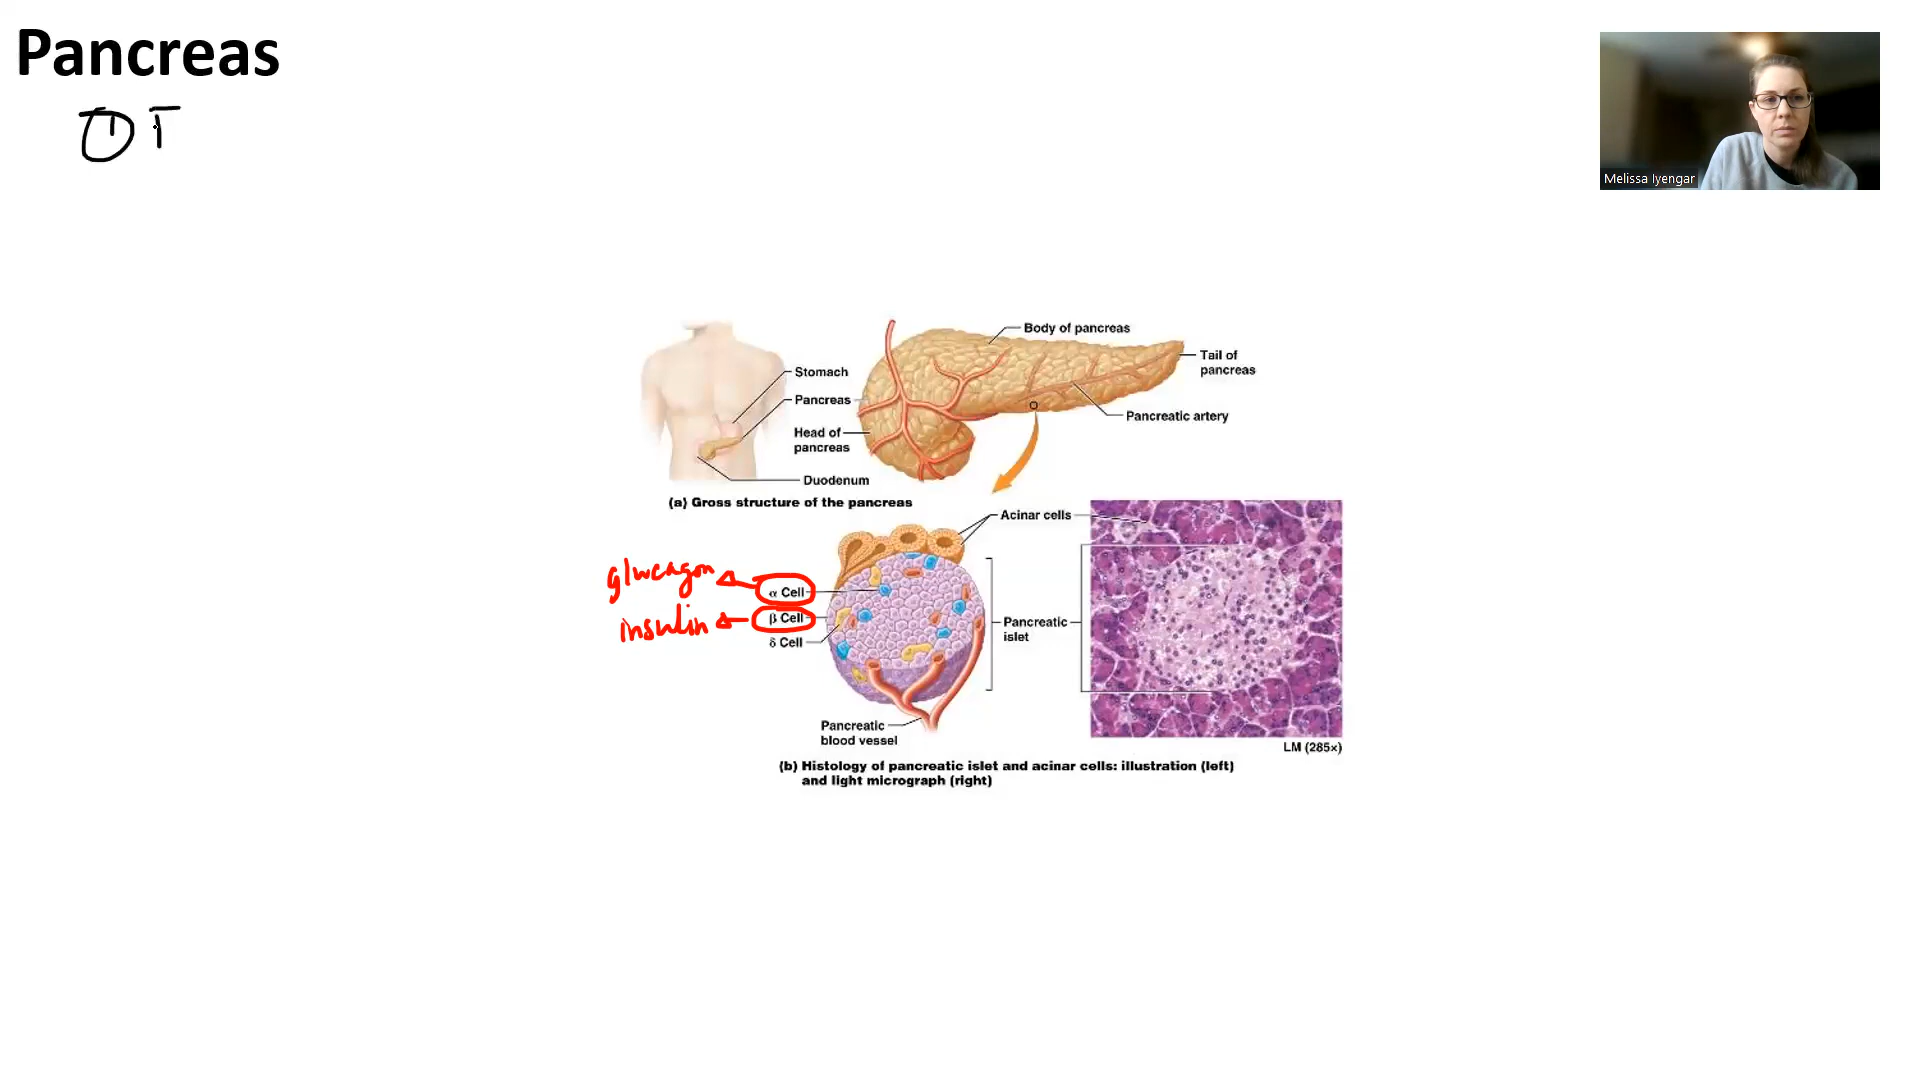 Pancreas
① I
Melissa Iyengar
Body of pancreas
Tail of
pancreas
Stomach
Pancreas
Pancreatic artery
Head of
pancreas
Duodenum
(a) Gross structure of the pancreas
Acinar cells
glucagon
α Cell
insulin
β Cell
δ Cell
Pancreatic
islet
Pancreatic
blood vessel
LM (285×)
(b) Histology of pancreatic islet and acinar cells: illustration (left)
and light micrograph (right)